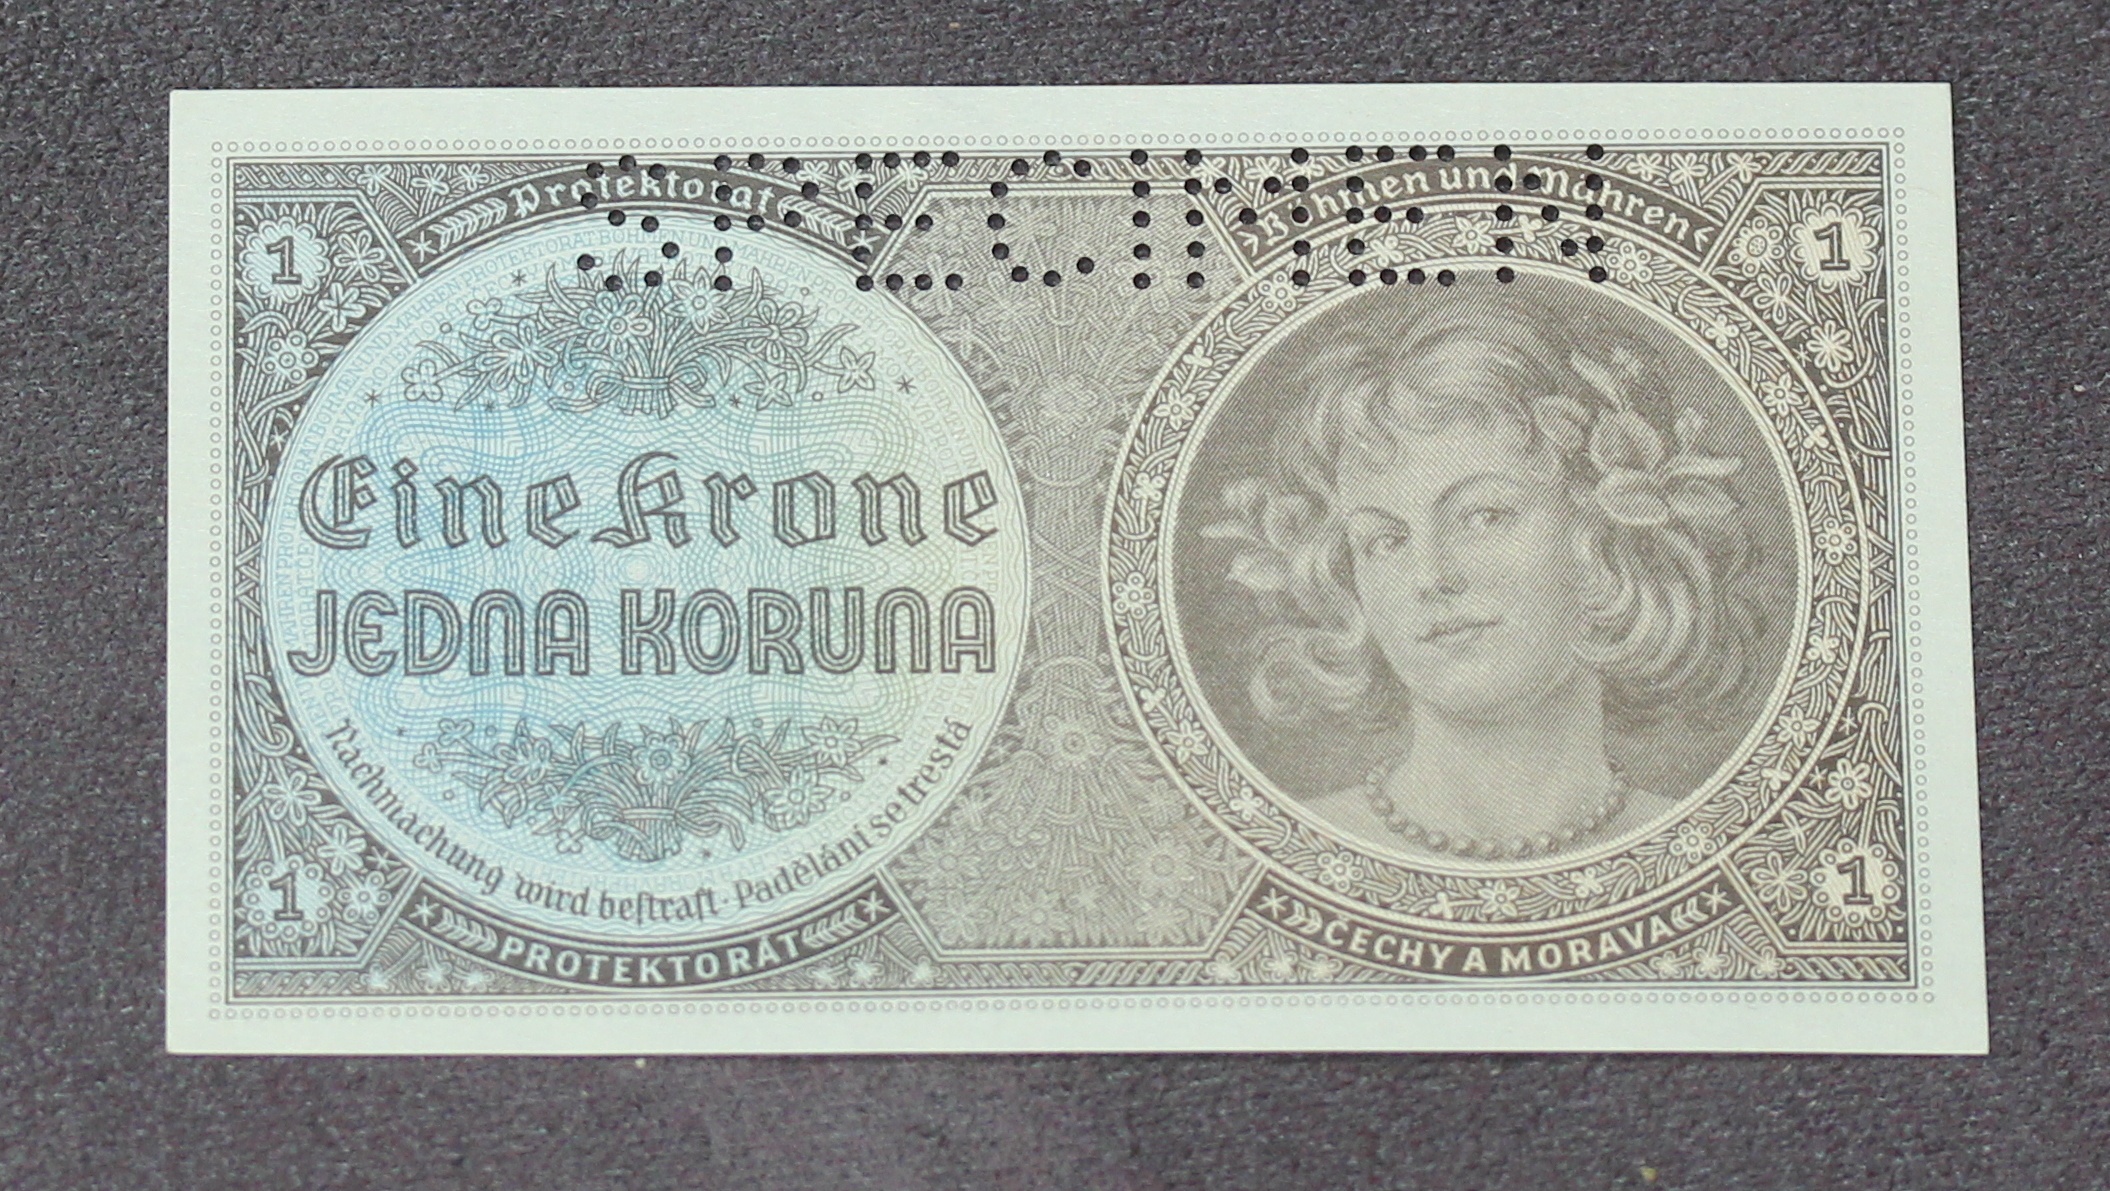 SPECIMEN
Protektorat
Böhmen und Mähren
1
1
Eine Krone
JEDNA KORUNA
Nachmachung wird bestraft · Padělání se trestá
1
1
PROTEKTORÁT
ČECHY A MORAVA